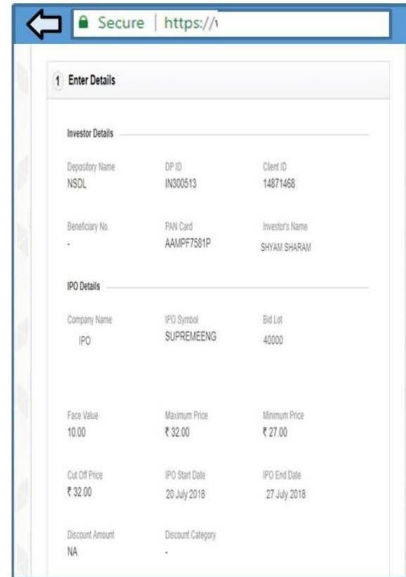 Secure | https://
1 Enter Details
Investor Details
Depository Name DP ID Client ID
NSDL IN300513 14871468
Beneficiary No. PAN Card Investor's Name
- AAMPF7581P SHYAM SHARAM
IPO Details
Company Name IPO Symbol Bid Lot
IPO SUPREMEENG 40000
Face Value Maximum Price Minimum Price
10.00 ₹ 32.00 ₹ 27.00
Cut Off Price IPO Start Date IPO End Date
₹ 32.00 20 July 2018 27 July 2018
Discount Amount Discount Category
NA -